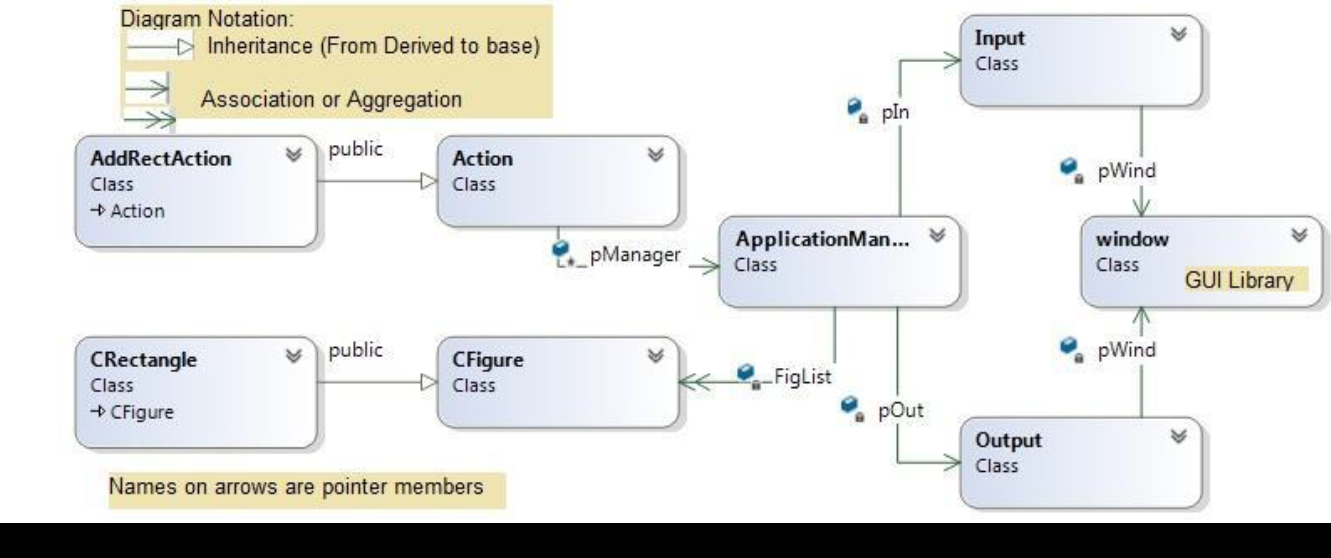 Diagram Notation:
Inheritance (From Derived to base)
Association or Aggregation
AddRectAction
Class
Action
public
Action
Class
pManager
ApplicationMan...
Class
pIn
Input
Class
pWind
window
Class
GUI Library
pWind
CRectangle
Class
CFigure
public
CFigure
Class
FigList
pOut
Output
Class
Names on arrows are pointer members